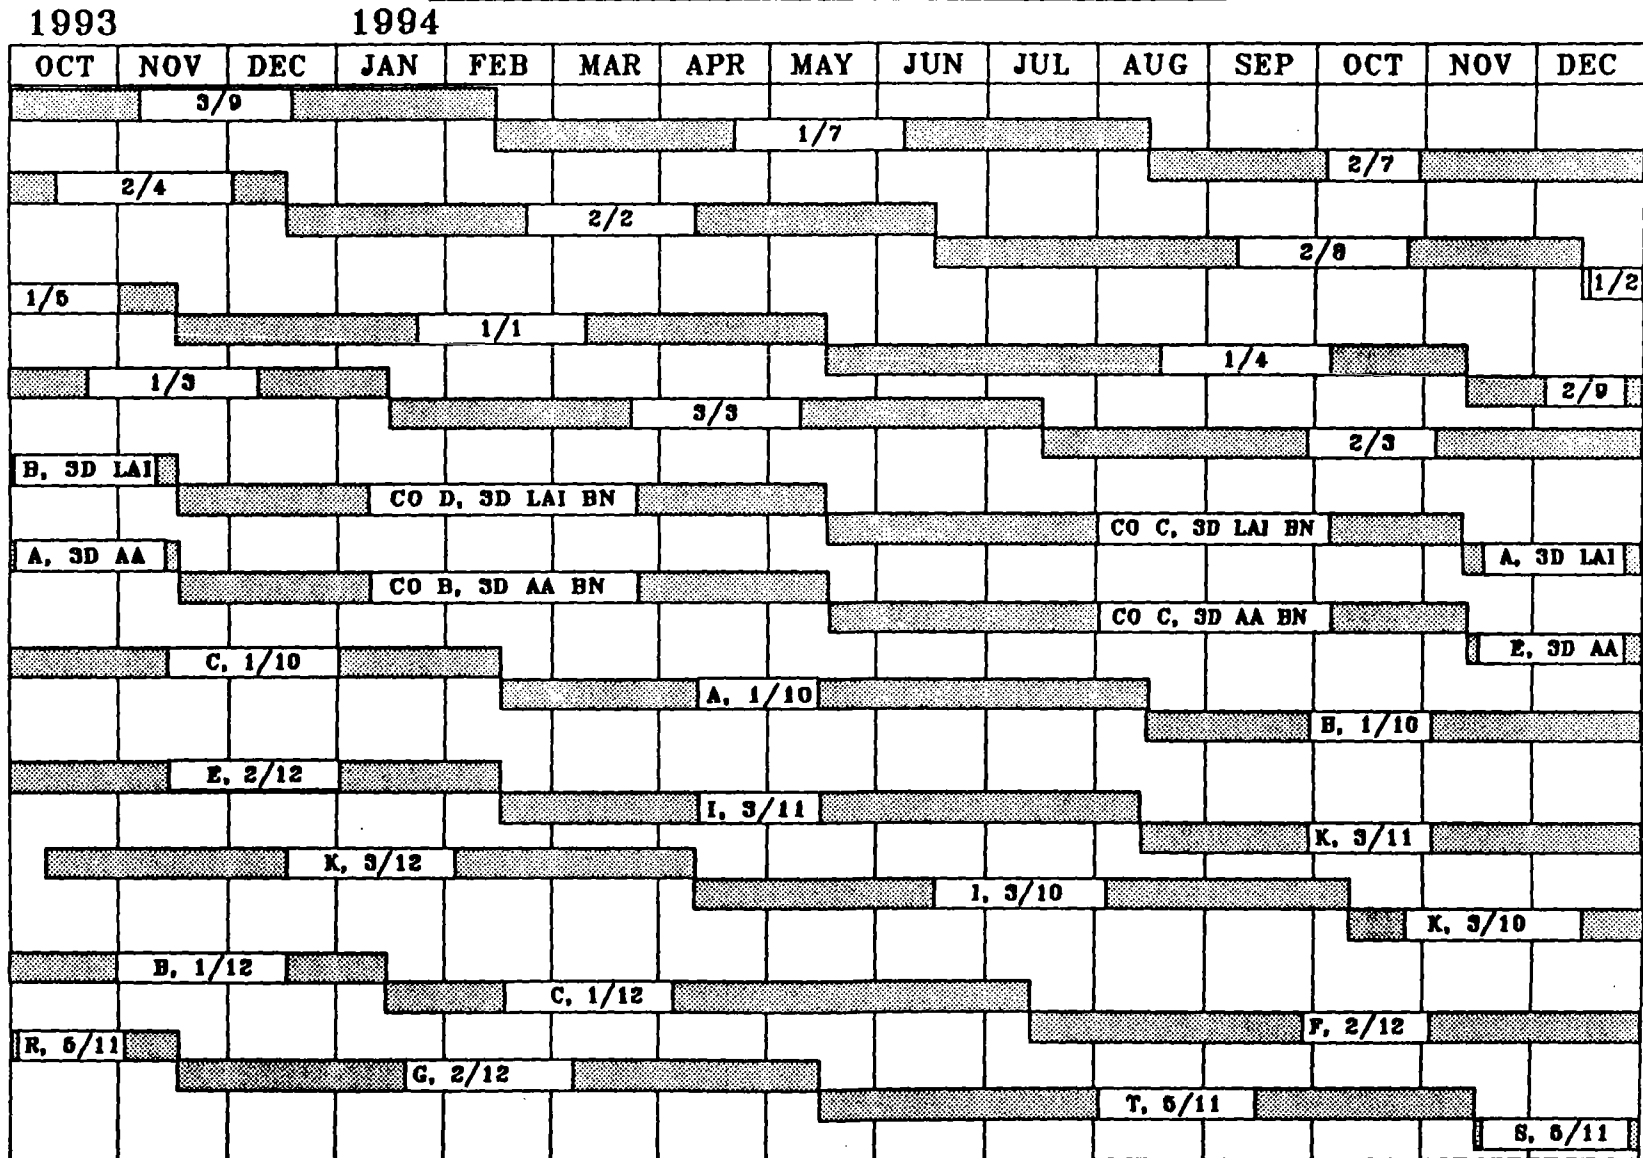 1993 1994
OCT NOV DEC JAN FEB MAR APR MAY JUN JUL AUG SEP OCT NOV DEC
3/9
1/7
2/7
2/4
2/2
2/8
1/2
1/5
1/1
1/4
1/3
2/9
3/3
2/3
B, 3D LAI
CO D, 3D LAI BN
CO C, 3D LAI BN
A, 3D AA
A, 3D LAI
CO B, 3D AA BN
CO C, 3D AA BN
E, 3D AA
C, 1/10
A, 1/10
B, 1/10
E, 2/12
I, 3/11
K, 3/11
K, 3/12
I, 3/10
K, 3/10
B, 1/12
C, 1/12
F, 2/12
R, 5/11
G, 2/12
T, 5/11
S, 5/11